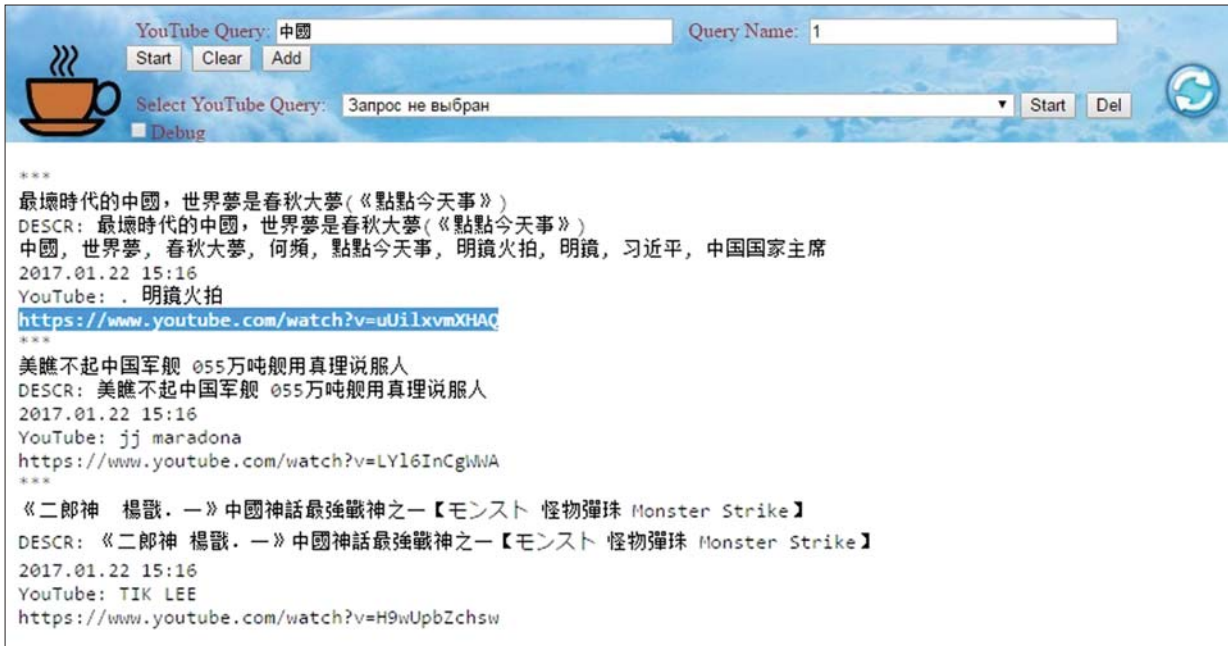 YouTube Query: 中國 Query Name: 1
Start Clear Add
Select YouTube Query: Запрос не выбран Start Del
Debug
***
最壞時代的中國，世界夢是春秋大夢(《點點今天事》)
DESCR: 最壞時代的中國，世界夢是春秋大夢(《點點今天事》)
中國, 世界夢, 春秋大夢, 何頻, 點點今天事, 明鏡火拍, 明鏡, 习近平, 中国国家主席
2017.01.22 15:16
YouTube: . 明鏡火拍
https://www.youtube.com/watch?v=uUilxvmXHAQ
***
美瞧不起中国军舰 055万吨舰用真理说服人
DESCR: 美瞧不起中国军舰 055万吨舰用真理说服人
2017.01.22 15:16
YouTube: jj maradona
https://www.youtube.com/watch?v=LYl6InCgWWA
***
《二郎神 楊戩. 一》中國神話最強戰神之一【モンスト 怪物彈珠 Monster Strike】
DESCR: 《二郎神 楊戩. 一》中國神話最強戰神之一【モンスト 怪物彈珠 Monster Strike】
2017.01.22 15:16
YouTube: TIK LEE
https://www.youtube.com/watch?v=H9wUpbZchsw